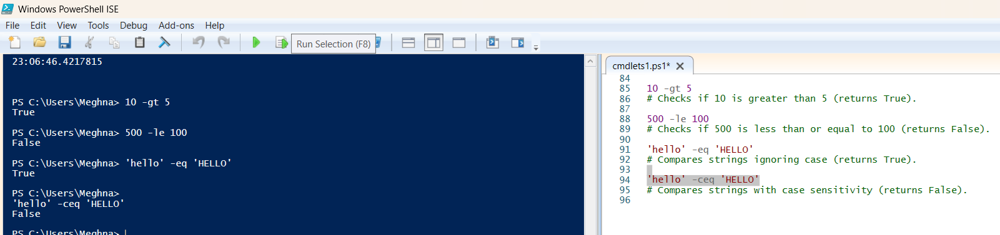 Windows PowerShell ISE
File Edit View Tools Debug Add-ons Help
Run Selection (F8)
23:06:46.4217815
PS C:\Users\Meghna> 10 -gt 5
True
PS C:\Users\Meghna> 500 -le 100
False
PS C:\Users\Meghna> 'hello' -eq 'HELLO'
True
PS C:\Users\Meghna>
'hello' -ceq 'HELLO'
False
PS C:\Users\Meghna>
cmdlets1.ps1*
84
85 10 -gt 5
86 # Checks if 10 is greater than 5 (returns True).
87
88 500 -le 100
89 # Checks if 500 is less than or equal to 100 (returns False).
90
91 'hello' -eq 'HELLO'
92 # Compares strings ignoring case (returns True).
93
94 'hello' -ceq 'HELLO'
95 # Compares strings with case sensitivity (returns False).
96